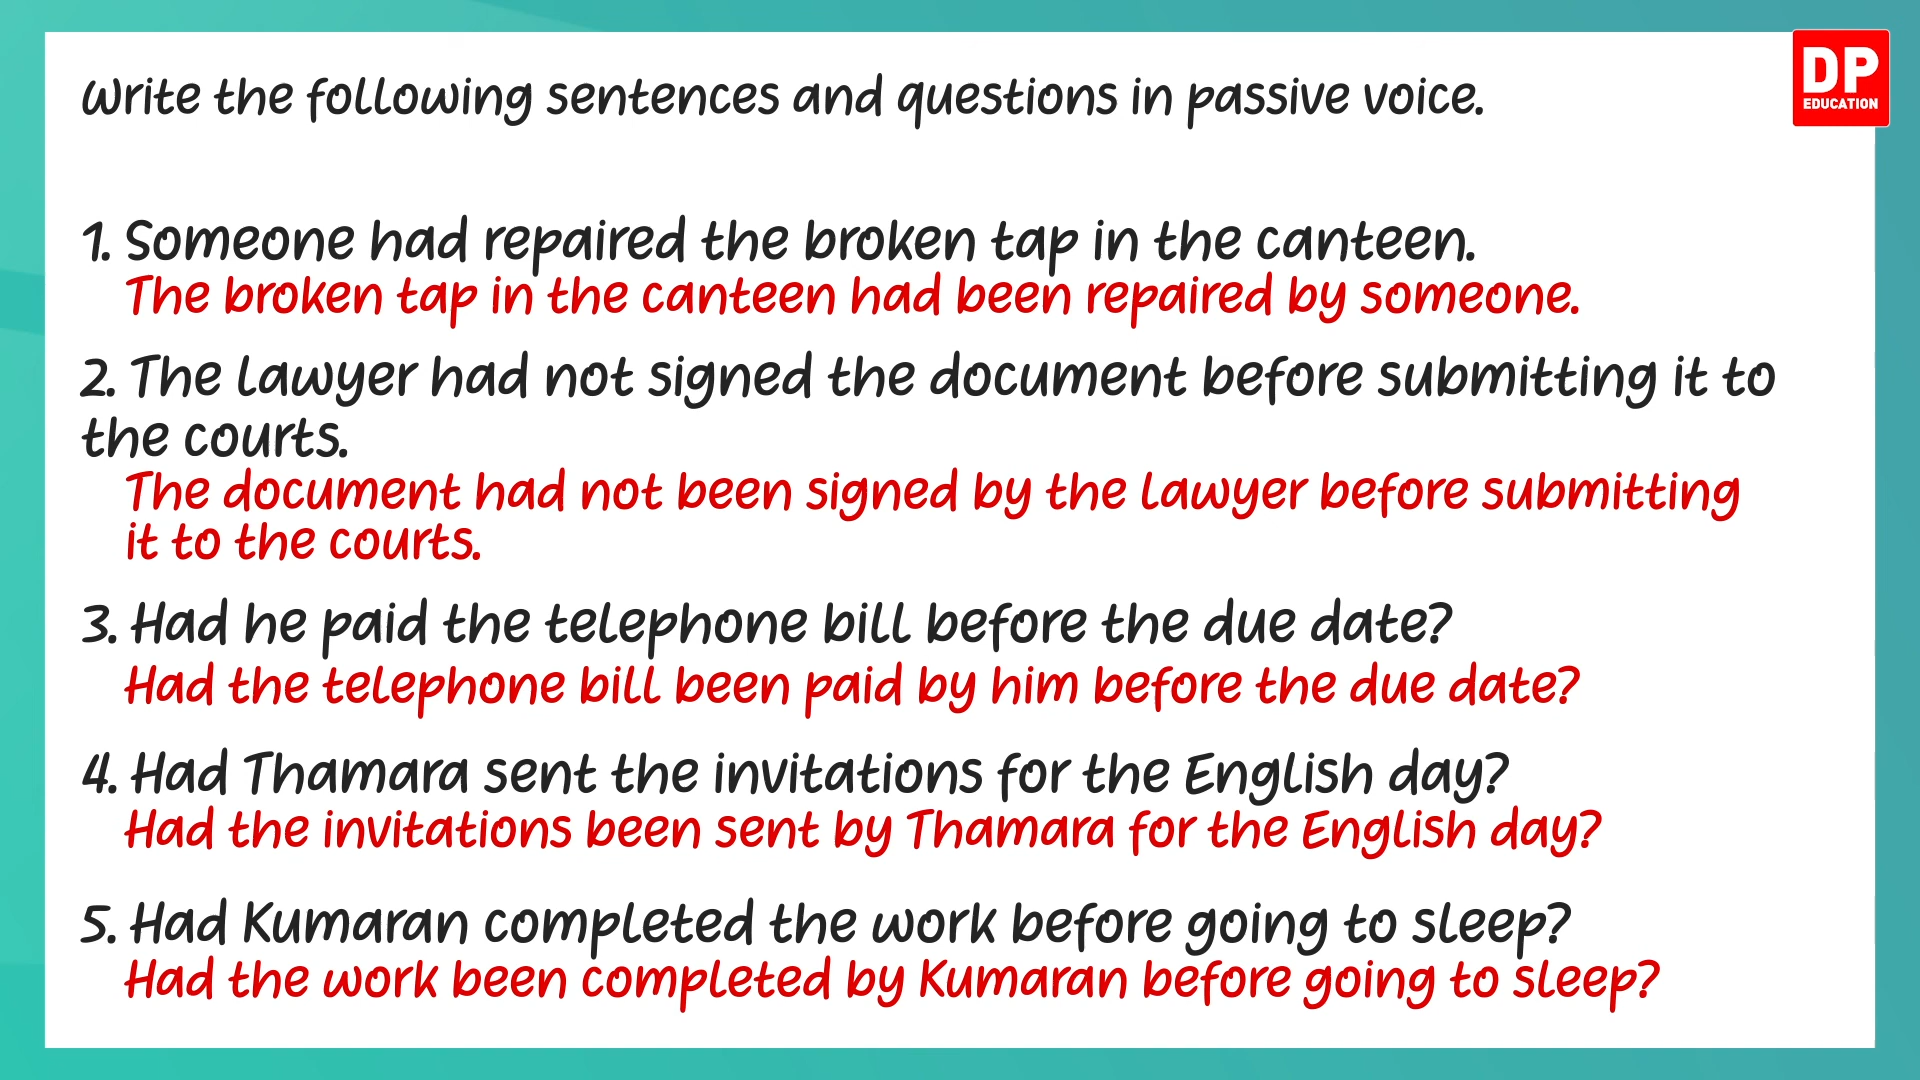 Write the following sentences and questions in passive voice.
DP
EDUCATION
1. Someone had repaired the broken tap in the canteen.
The broken tap in the canteen had been repaired by someone.
2. The lawyer had not signed the document before submitting it to
the courts.
The document had not been signed by the lawyer before submitting
it to the courts.
3. Had he paid the telephone bill before the due date?
Had the telephone bill been paid by him before the due date?
4. Had Thamara sent the invitations for the English day?
Had the invitations been sent by Thamara for the English day?
5. Had Kumaran completed the work before going to sleep?
Had the work been completed by Kumaran before going to sleep?